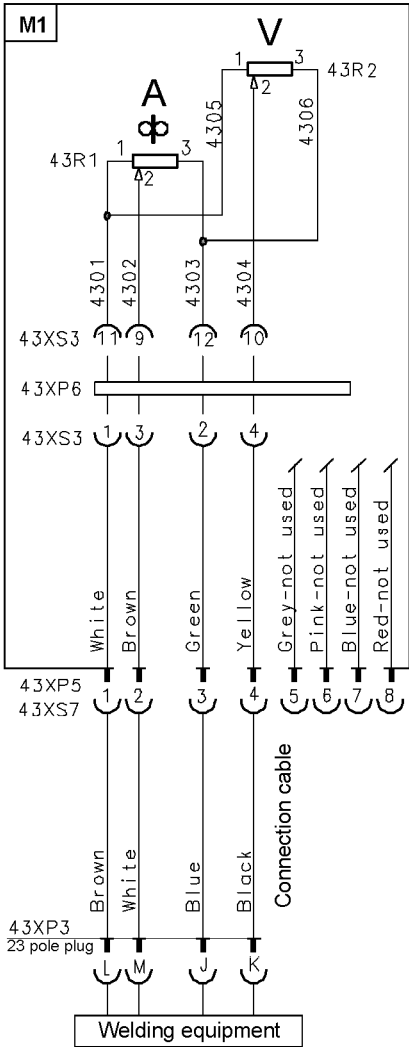 M1
V
1 3 43R2
2
A
4305 4306
1 3
43R1
2
4301 4302 4303 4304
43XS3 11 9 12 10
43XP6
43XS3 1 3 2 4
White Brown Green Yellow Grey-not used Pink-not used Blue-not used Red-not used
43XP5
43XS7 1 2 3 4 5 6 7 8
Connection cable
Brown White Blue Black
43XP3
23 pole plug
L M J K
Welding equipment